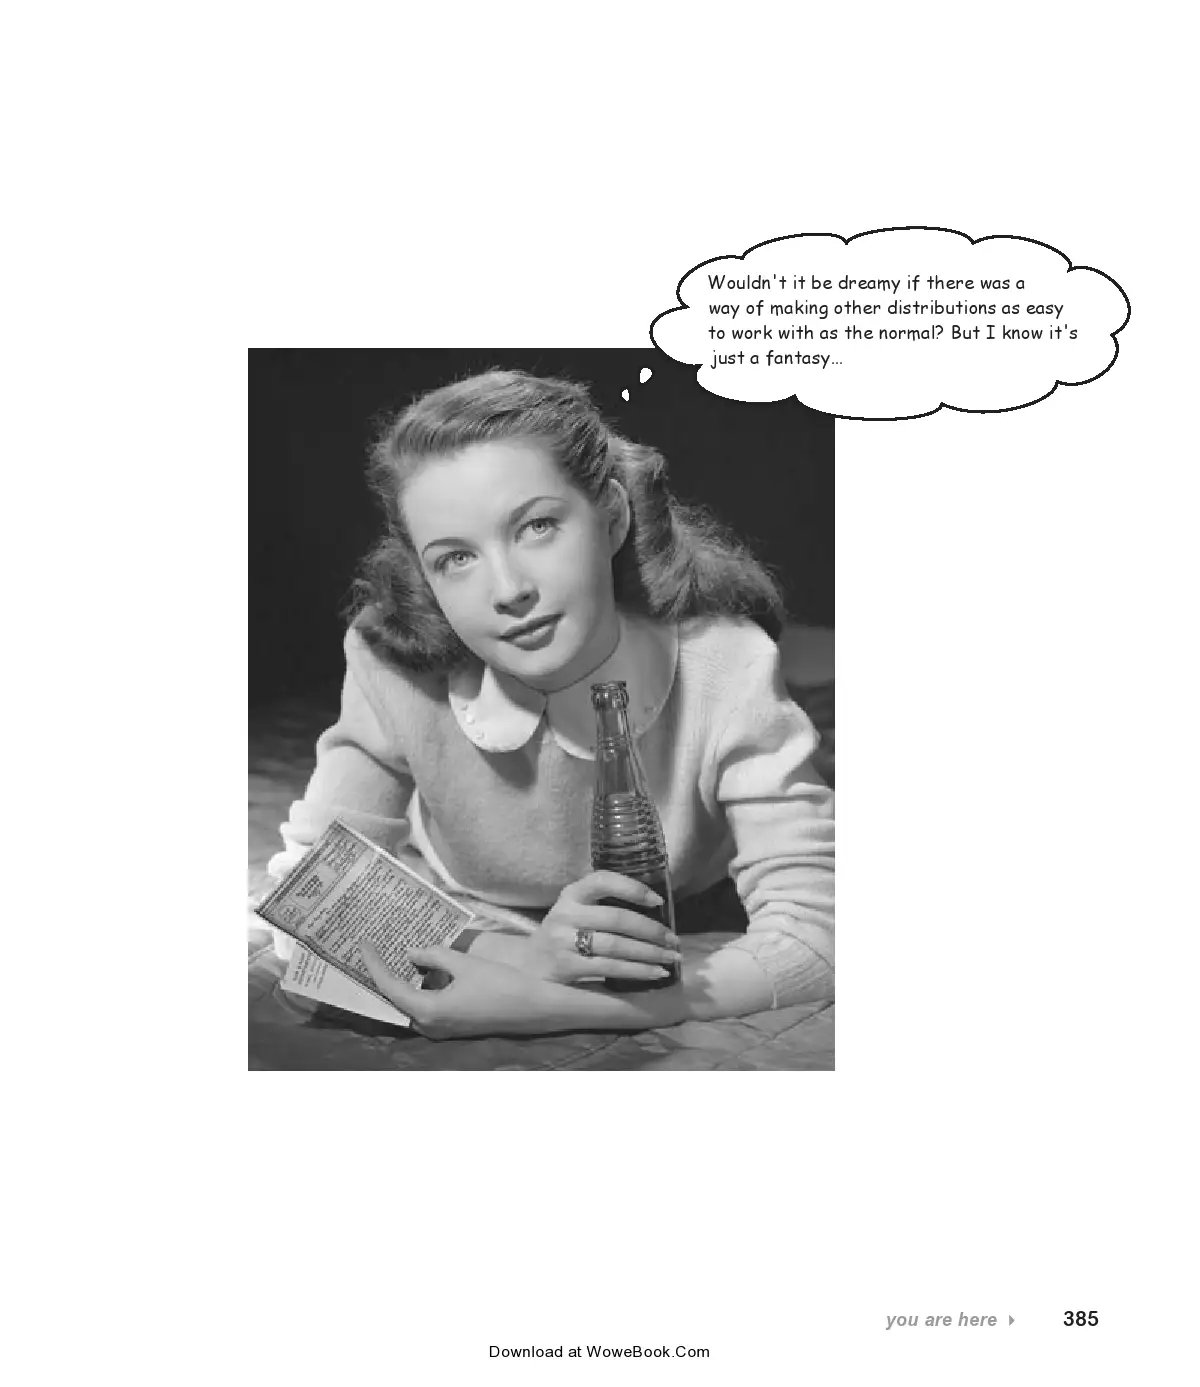 Wouldn't it be dreamy if there was a
way of making other distributions as easy
to work with as the normal? But I know it's
just a fantasy...
you are here
385
Download at WoweBook.Com